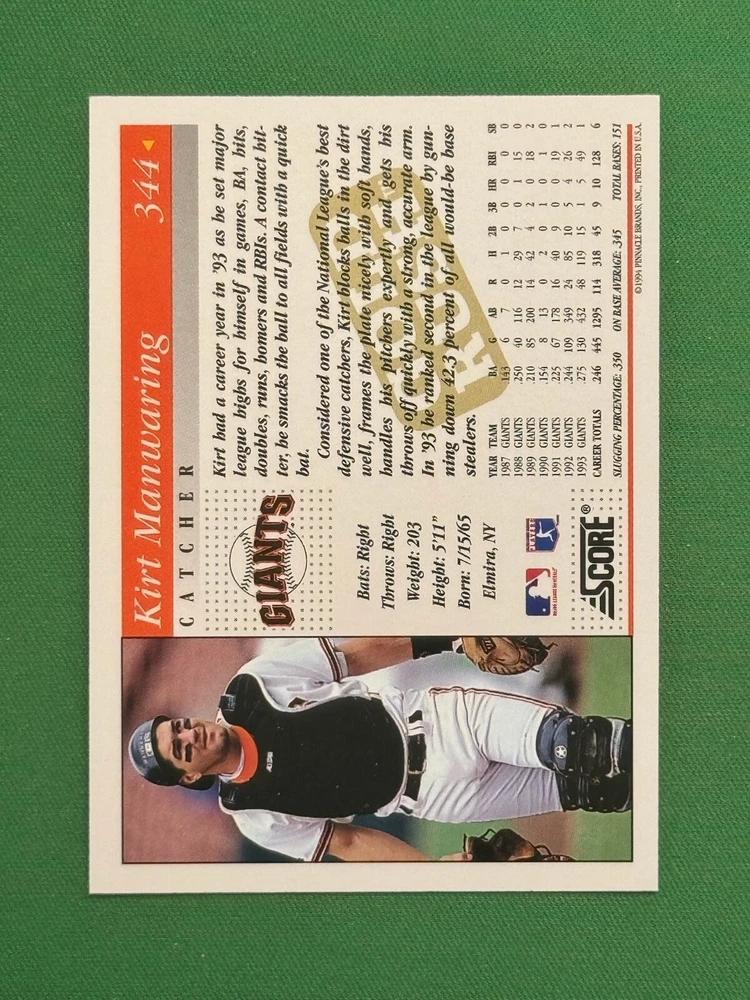 Kirt Manwaring 344
CATCHER
GIANTS
Bats: Right
Throws: Right
Weight: 203
Height: 5'11"
Born: 7/15/65
Elmira, NY
SCORE®
Kirt had a career year in '93 as he set major
league highs for himself in games, BA, hits,
doubles, runs, homers and RBIs. A contact hit-
ter, he smacks the ball to all fields with a quick
bat.
Considered one of the National League's best
defensive catchers, Kirt blocks balls in the dirt
well, frames the plate nicely with soft hands,
handles his pitchers expertly and gets his
throws off quickly with a strong, accurate arm.
In '93 he ranked second in the league by gun-
ning down 42.3 percent of all would-be base
stealers.
GOLD
RUSH
YEAR TEAM BA G AB R H 2B 3B HR RBI SB
1987 GIANTS .143 6 7 0 1 0 0 0 0 0
1988 GIANTS .250 40 116 12 29 7 0 1 15 0
1989 GIANTS .210 85 200 14 42 4 2 0 18 2
1990 GIANTS .154 8 13 0 2 0 1 0 1 0
1991 GIANTS .225 67 178 16 40 9 0 0 19 1
1992 GIANTS .244 109 349 24 85 10 5 4 26 2
1993 GIANTS .275 130 432 48 119 15 1 5 49 1
CAREER TOTALS .246 445 1295 114 318 45 9 10 128 6
SLUGGING PERCENTAGE: .350 ON BASE AVERAGE: .345 TOTAL BASES: 151
©1994 PINNACLE BRANDS, INC., PRINTED IN U.S.A.